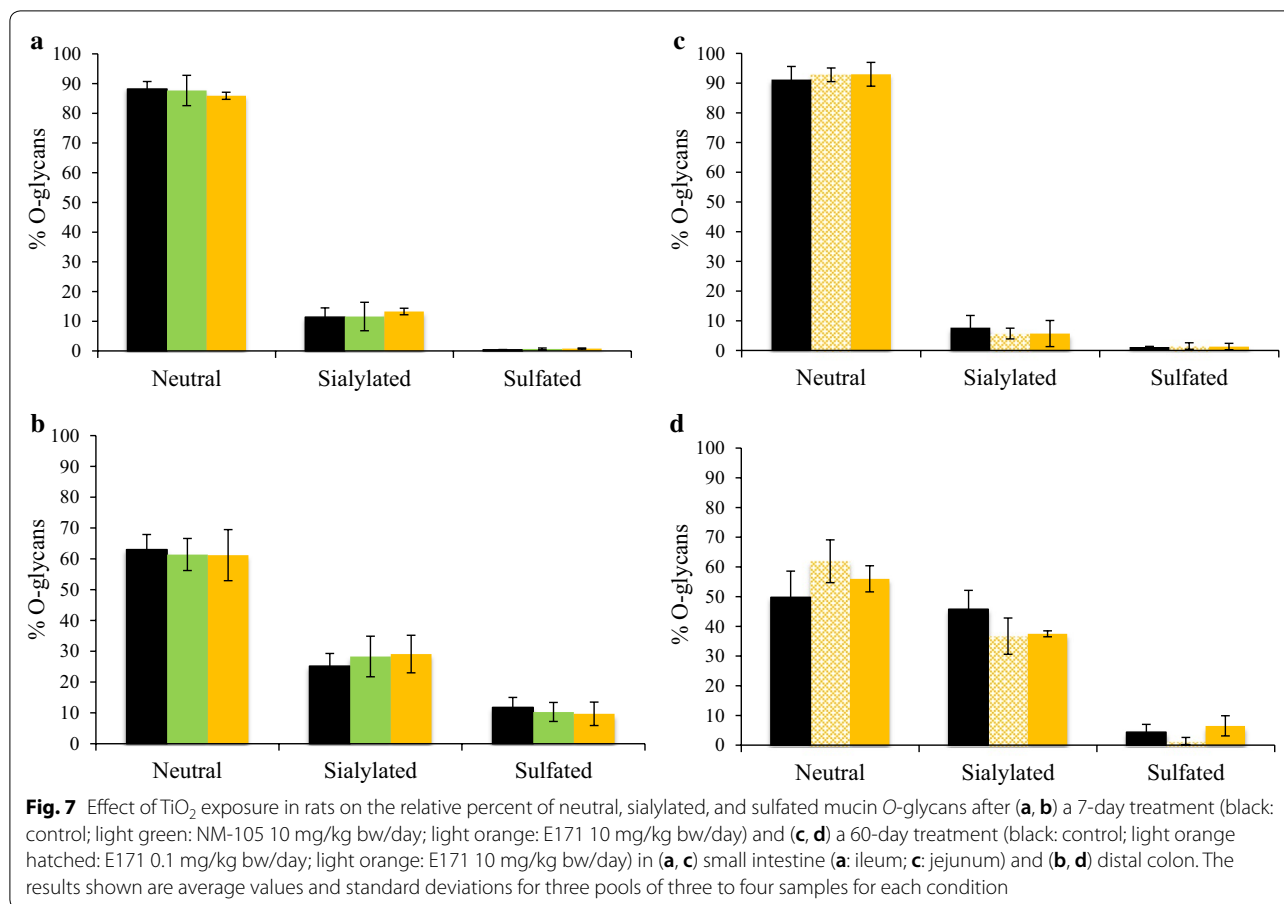 a
% O-glycans
100
90
80
70
60
50
40
30
20
10
0
Neutral Sialylated Sulfated
c
% O-glycans
100
90
80
70
60
50
40
30
20
10
0
Neutral Sialylated Sulfated
b
% O-glycans
100
90
80
70
60
50
40
30
20
10
0
Neutral Sialylated Sulfated
d
% O-glycans
100
90
80
70
60
50
40
30
20
10
0
Neutral Sialylated Sulfated
Fig. 7 Effect of TiO₂ exposure in rats on the relative percent of neutral, sialylated, and sulfated mucin O-glycans after (a, b) a 7-day treatment (black:
control; light green: NM-105 10 mg/kg bw/day; light orange: E171 10 mg/kg bw/day) and (c, d) a 60-day treatment (black: control; light orange
hatched: E171 0.1 mg/kg bw/day; light orange: E171 10 mg/kg bw/day) in (a, c) small intestine (a: ileum; c: jejunum) and (b, d) distal colon. The
results shown are average values and standard deviations for three pools of three to four samples for each condition